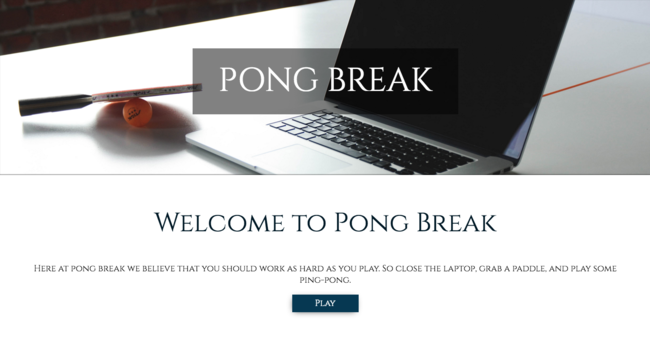 PONG BREAK
Welcome to Pong Break
Here at pong break we believe that you should work as hard as you play. So close the laptop, grab a paddle, and play some
ping-pong.
Play